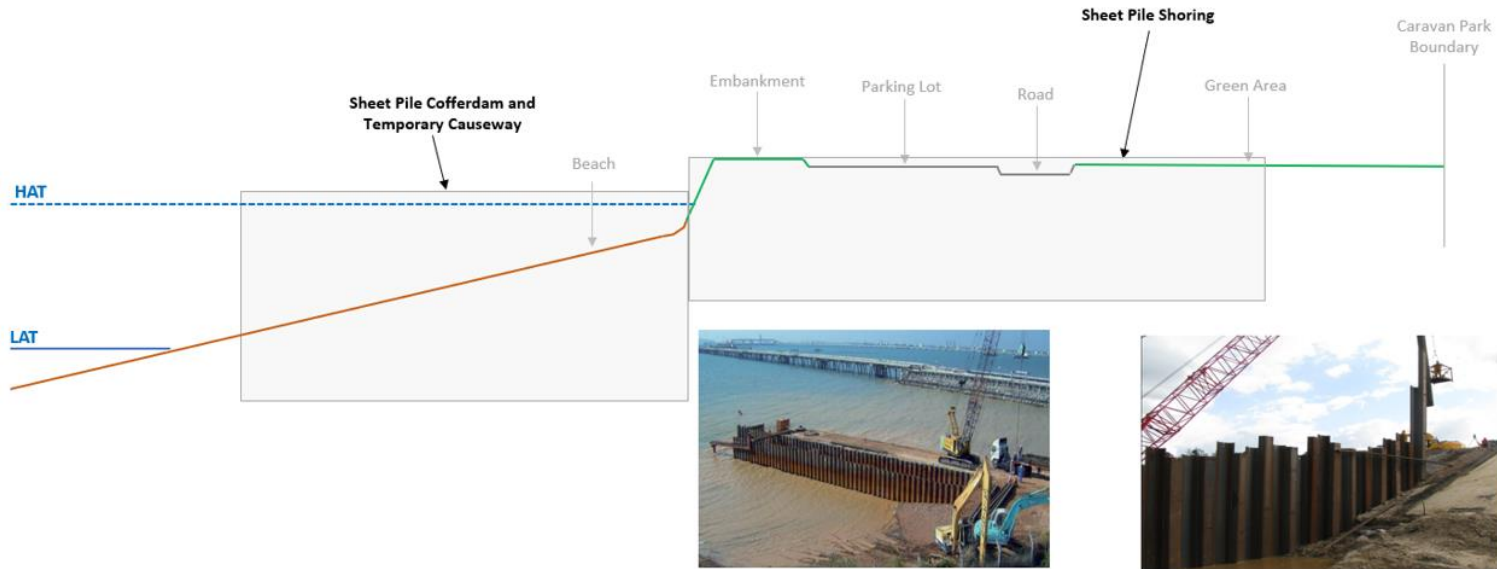 Sheet Pile Shoring
Caravan Park
Boundary
Embankment
Parking Lot
Road
Green Area
Sheet Pile Cofferdam and
Temporary Causeway
Beach
HAT
LAT